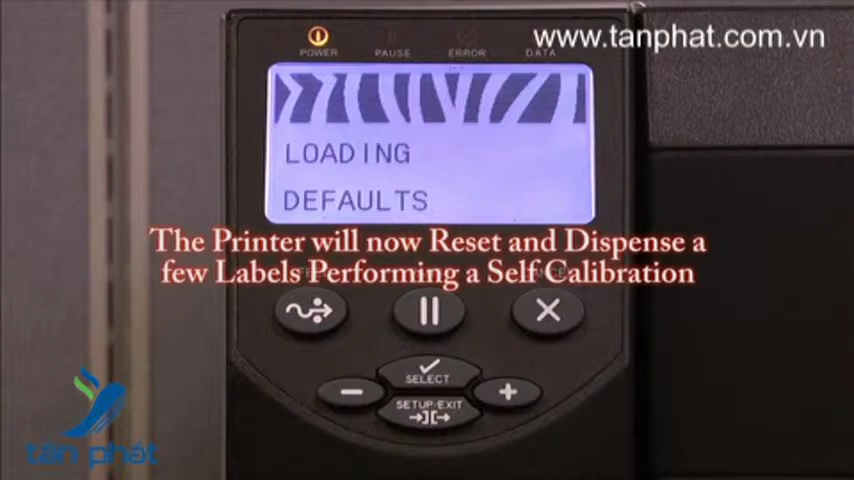 www.tanphat.com.vn
POWER PAUSE ERROR DATA
LOADING
DEFAULTS
The Printer will now Reset and Dispense a
few Labels Performing a Self Calibration
SELECT
SETUP/EXIT
tân phát